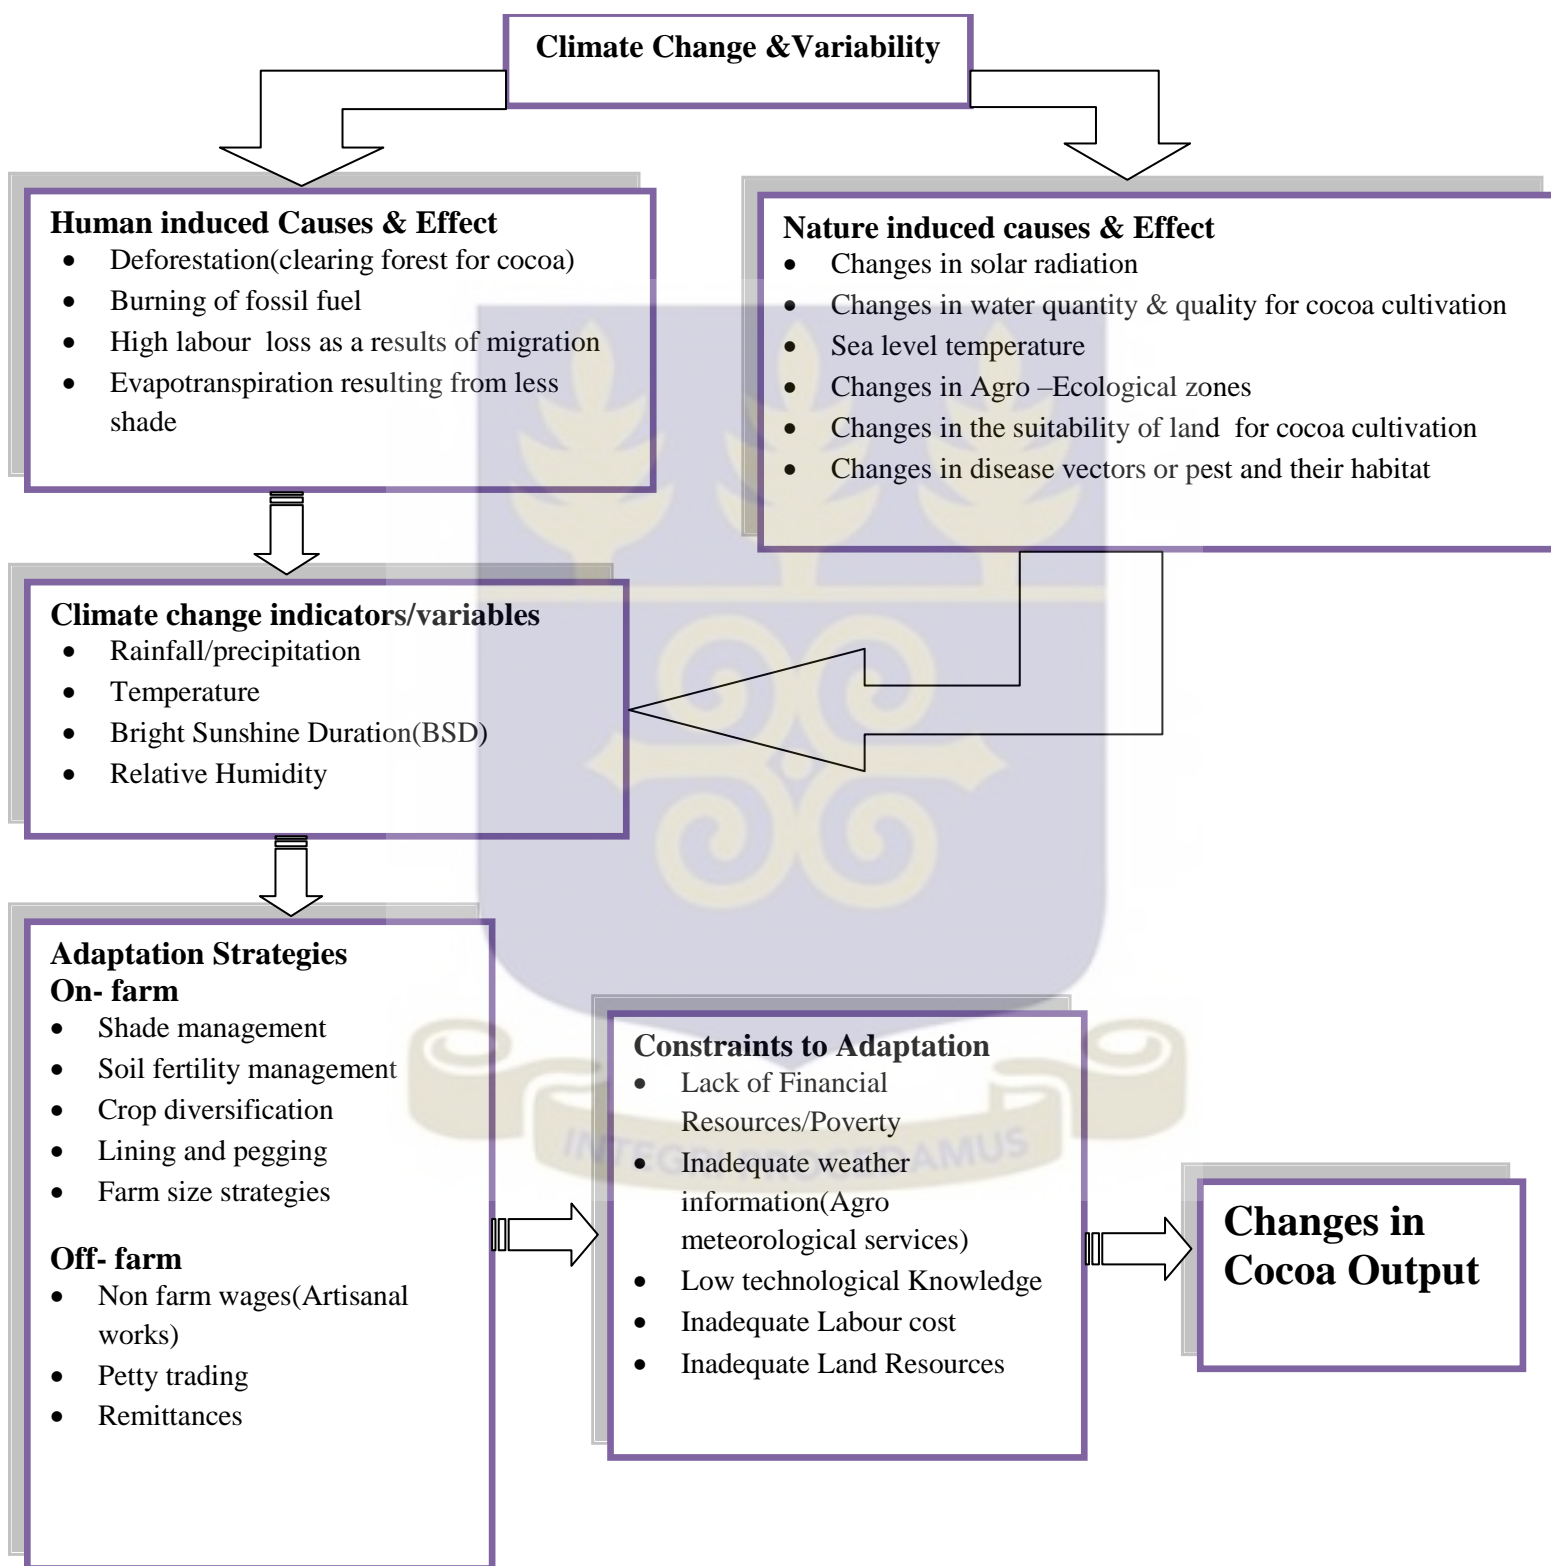 Climate Change &Variability
Human induced Causes & Effect
• Deforestation(clearing forest for cocoa)
• Burning of fossil fuel
• High labour loss as a results of migration
• Evapotranspiration resulting from less
shade
Nature induced causes & Effect
• Changes in solar radiation
• Changes in water quantity & quality for cocoa cultivation
• Sea level temperature
• Changes in Agro –Ecological zones
• Changes in the suitability of land for cocoa cultivation
• Changes in disease vectors or pest and their habitat
Climate change indicators/variables
• Rainfall/precipitation
• Temperature
• Bright Sunshine Duration(BSD)
• Relative Humidity
Adaptation Strategies
On- farm
• Shade management
• Soil fertility management
• Crop diversification
• Lining and pegging
• Farm size strategies
Off- farm
• Non farm wages(Artisanal
works)
• Petty trading
• Remittances
Constraints to Adaptation
• Lack of Financial
Resources/Poverty
• Inadequate weather
information(Agro
meteorological services)
• Low technological Knowledge
• Inadequate Labour cost
• Inadequate Land Resources
Changes in
Cocoa Output
INTEGRI PROCEDAMUS